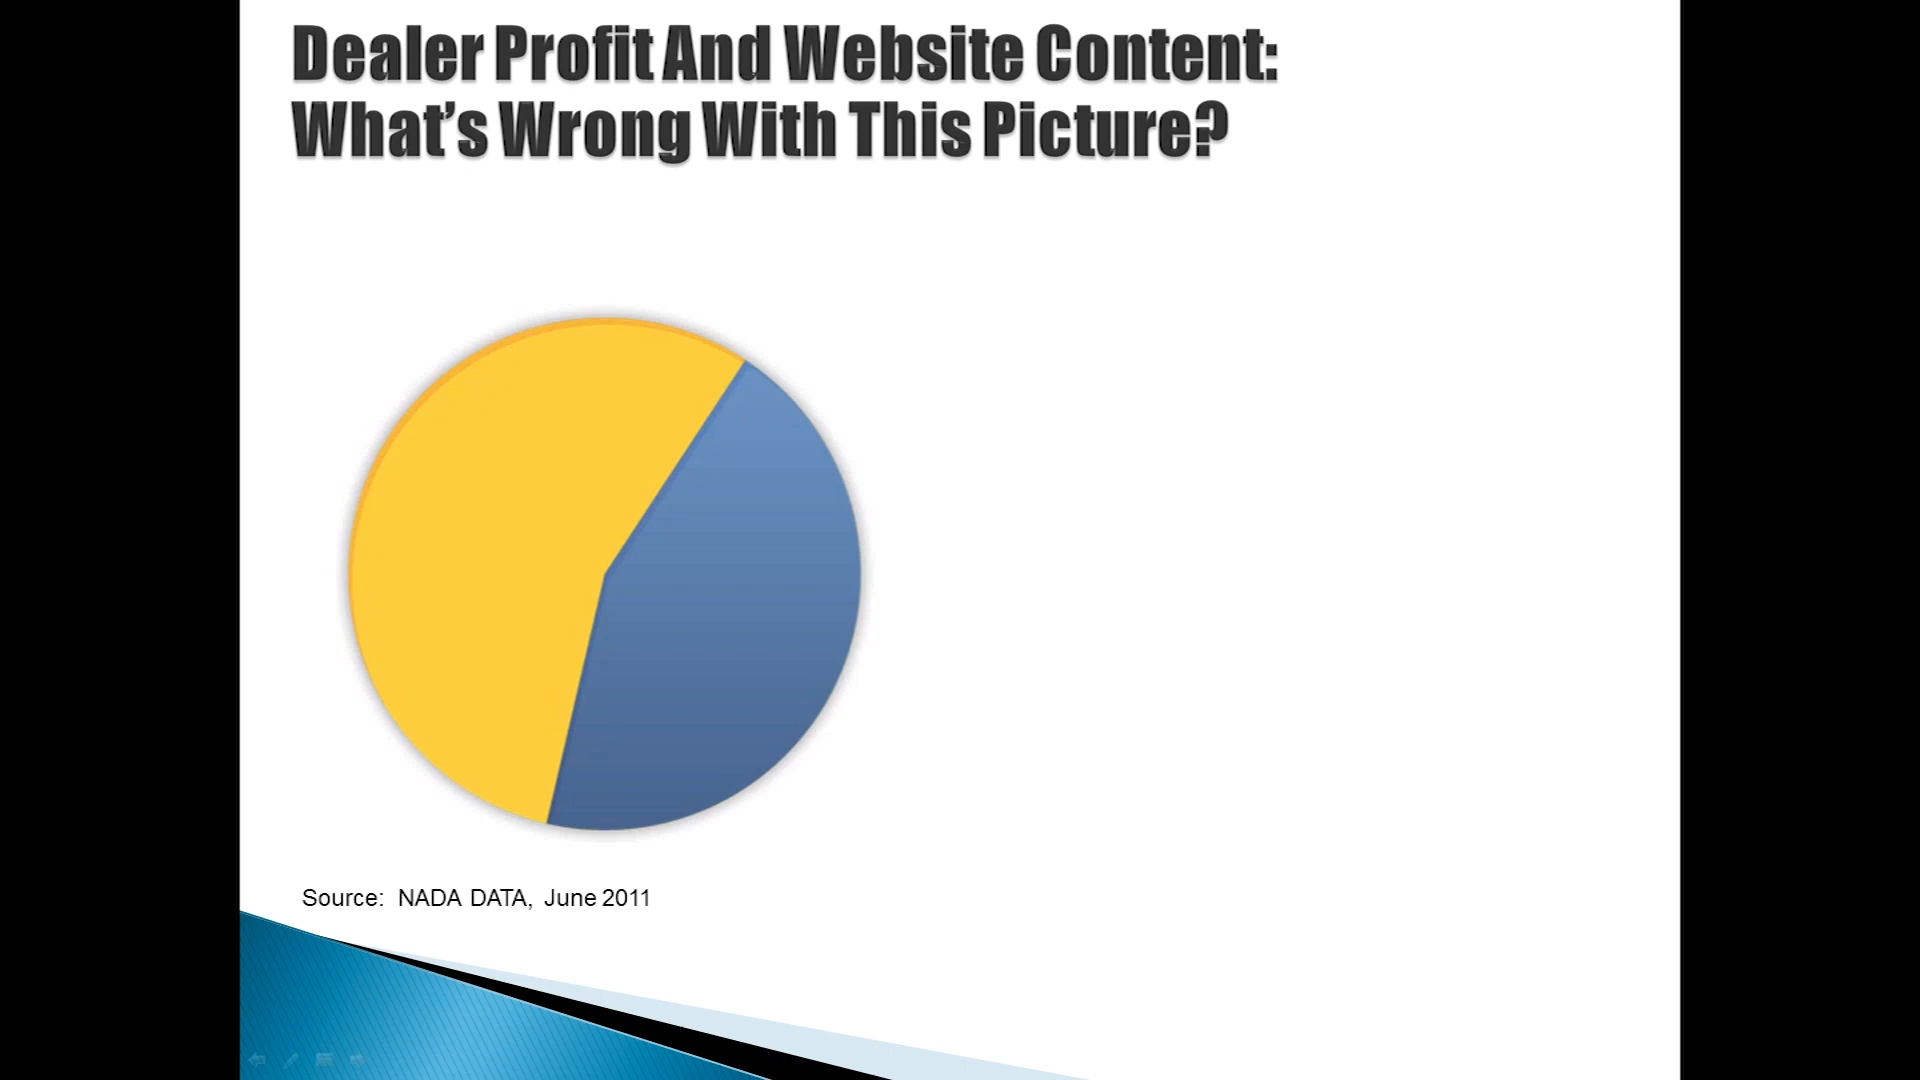 Dealer Profit And Website Content:
What’s Wrong With This Picture?
Source: NADA DATA, June 2011